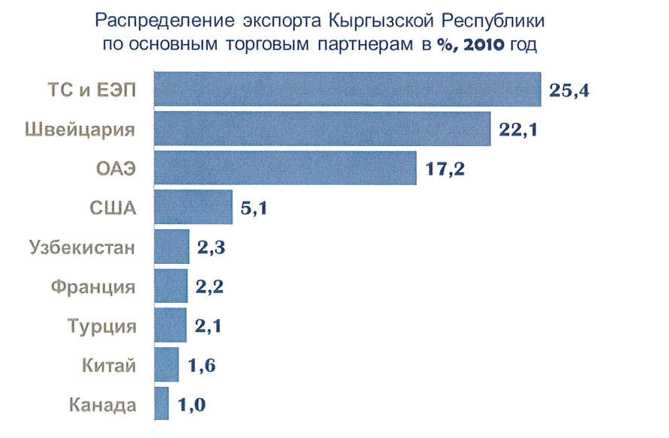 Распределение экспорта Кыргызской Республики
по основным торговым партнерам в %, 2010 год
ТС и ЕЭП 25,4
Швейцария 22,1
ОАЭ 17,2
США 5,1
Узбекистан 2,3
Франция 2,2
Турция 2,1
Китай 1,6
Канада 1,0